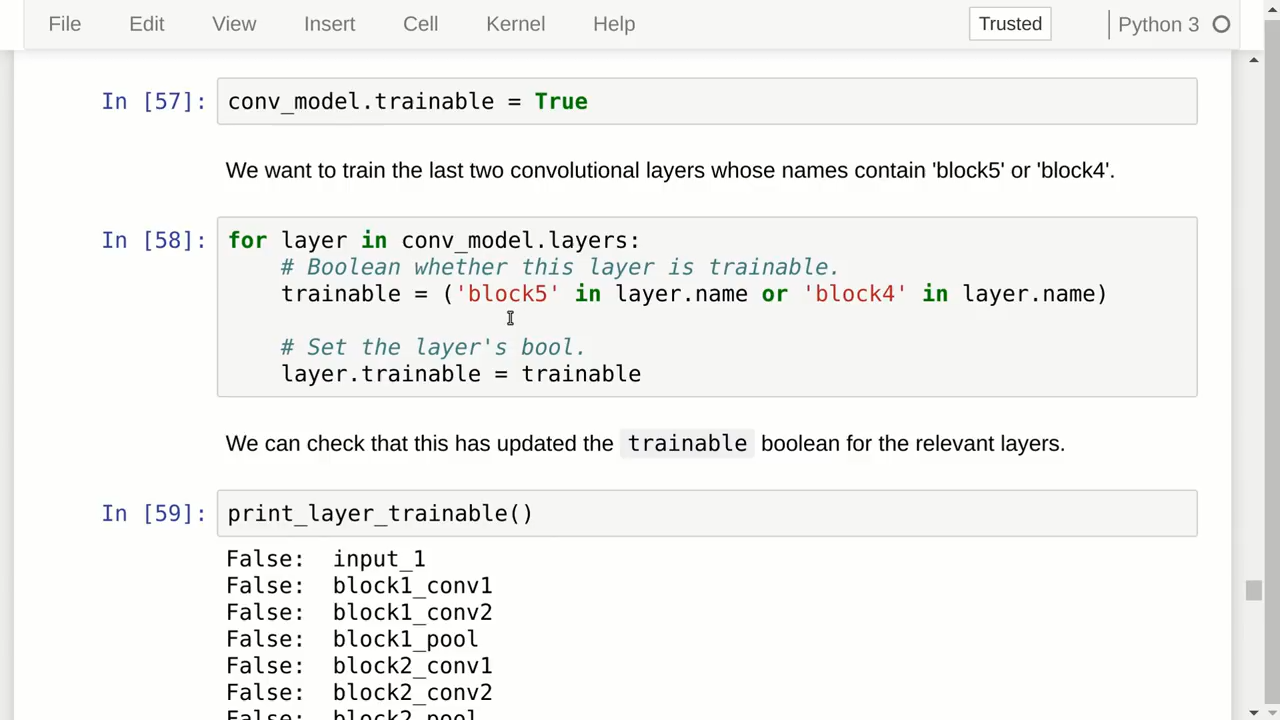 File Edit View Insert Cell Kernel Help Trusted Python 3
In [57]: conv_model.trainable = True
We want to train the last two convolutional layers whose names contain 'block5' or 'block4'.
In [58]: for layer in conv_model.layers:
# Boolean whether this layer is trainable.
trainable = ('block5' in layer.name or 'block4' in layer.name)
# Set the layer's bool.
layer.trainable = trainable
We can check that this has updated the trainable boolean for the relevant layers.
In [59]: print_layer_trainable()
False: input_1
False: block1_conv1
False: block1_conv2
False: block1_pool
False: block2_conv1
False: block2_conv2
False: block2_pool